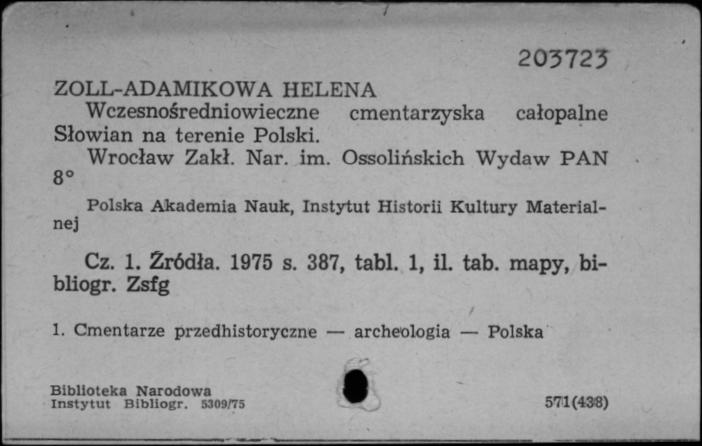 203723
ZOLL-ADAMIKOWA HELENA
Wczesnośredniowieczne cmentarzyska całopalne
Słowian na terenie Polski.
Wrocław Zakł. Nar. im. Ossolińskich Wydaw PAN
8°
Polska Akademia Nauk, Instytut Historii Kultury Material-
nej
Cz. 1. Źródła. 1975 s. 387, tabl. 1, il. tab. mapy, bi-
bliogr. Zsfg
1. Cmentarze przedhistoryczne — archeologia — Polska
Biblioteka Narodowa
Instytut Bibliogr. 5309/75
571(438)